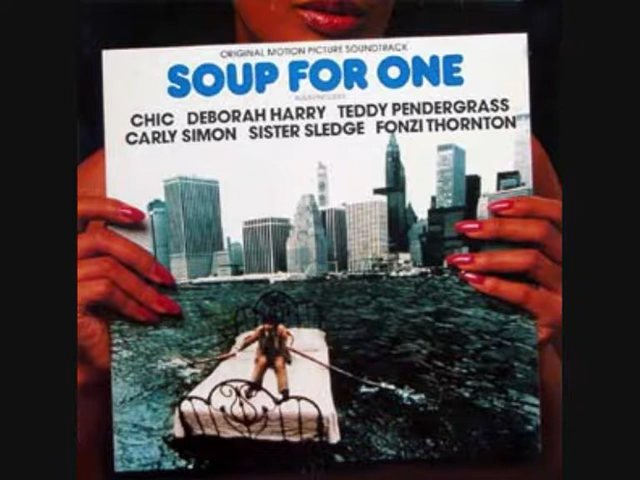 ORIGINAL MOTION PICTURE SOUNDTRACK
SOUP FOR ONE
CHIC DEBORAH HARRY TEDDY PENDERGRASS
CARLY SIMON SISTER SLEDGE FONZI THORNTON